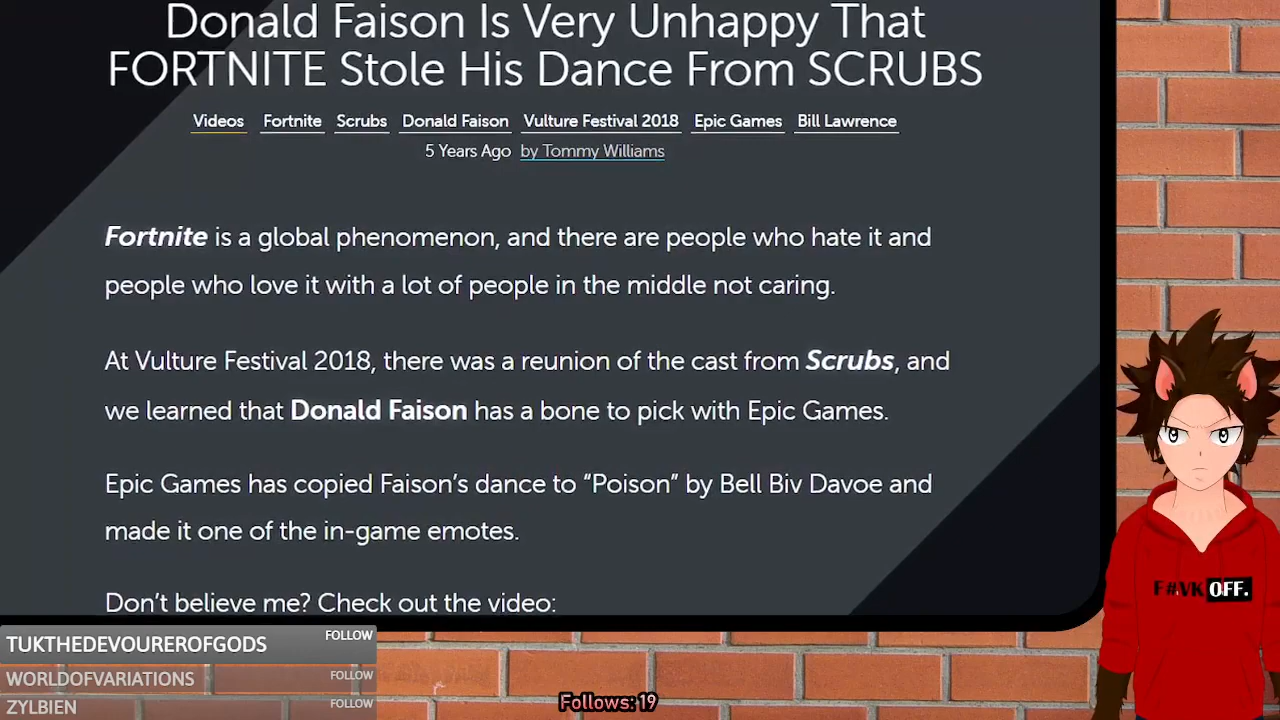 Donald Faison Is Very Unhappy That
FORTNITE Stole His Dance From SCRUBS
Videos Fortnite Scrubs Donald Faison Vulture Festival 2018 Epic Games Bill Lawrence
5 Years Ago by Tommy Williams
Fortnite is a global phenomenon, and there are people who hate it and
people who love it with a lot of people in the middle not caring.
At Vulture Festival 2018, there was a reunion of the cast from Scrubs, and
we learned that Donald Faison has a bone to pick with Epic Games.
Epic Games has copied Faison's dance to “Poison” by Bell Biv Davoe and
made it one of the in-game emotes.
Don't believe me? Check out the video:
F#VK OFF.
TUKTHEDEVOUREROFGODS FOLLOW
WORLDOFVARIATIONS FOLLOW
ZYLBIEN FOLLOW
Follows: 19